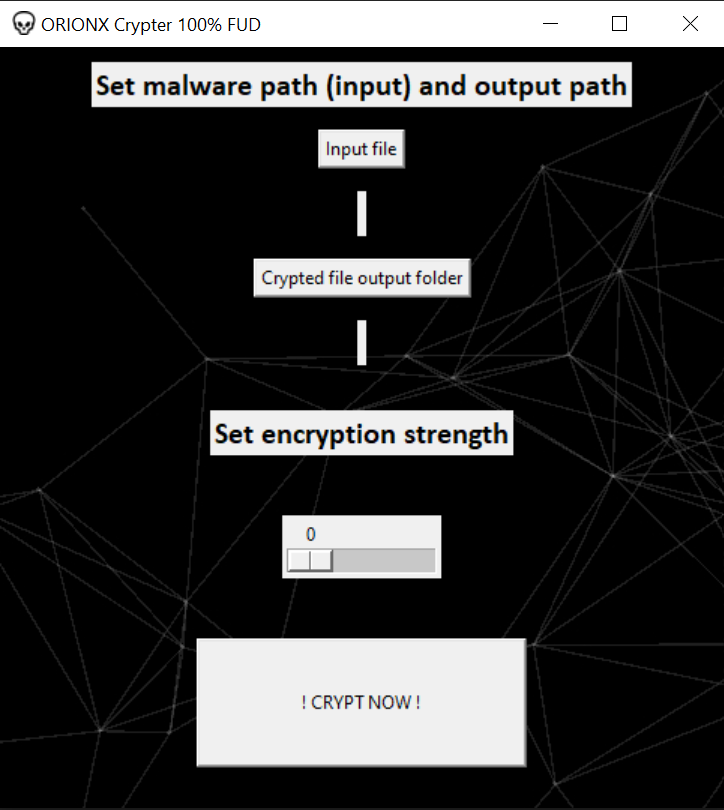 ORIONX Crypter 100% FUD
Set malware path (input) and output path
Input file
Crypted file output folder
Set encryption strength
0
! CRYPT NOW !